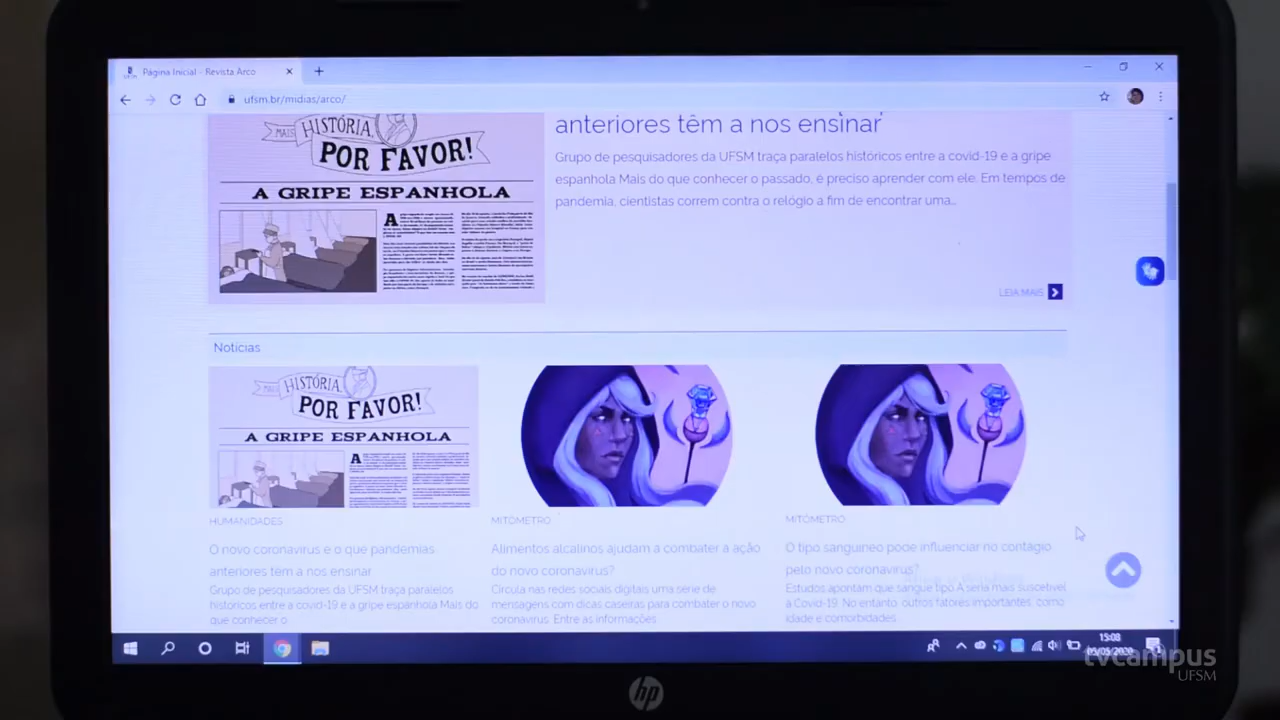 Página Inicial - Revista Arco
ufsm.br/midias/arco/
MAIS HISTÓRIA,
POR FAVOR!
A GRIPE ESPANHOLA
anteriores têm a nos ensinar
Grupo de pesquisadores da UFSM traça paralelos históricos entre a covid-19 e a gripe
espanhola Mais do que conhecer o passado, é preciso aprender com ele. Em tempos de
pandemia, cientistas correm contra o relógio a fim de encontrar uma...
LEIA MAIS
Notícias
HISTÓRIA,
POR FAVOR!
A GRIPE ESPANHOLA
HUMANIDADES
O novo coronavírus e o que pandemias
anteriores têm a nos ensinar
Grupo de pesquisadores da UFSM traça paralelos
históricos entre a covid-19 e a gripe espanhola Mais do
que conhecer o
MITÔMETRO
Alimentos alcalinos ajudam a combater a ação
do novo coronavírus?
Circula nas redes sociais digitais uma série de
mensagens com dicas caseiras para combater o novo
coronavírus. Entre as informações
MITÔMETRO
O tipo sanguíneo pode influenciar no contágio
pelo novo coronavírus?
Estudos apontam que sangue tipo A seria mais suscetível
à Covid-19. No entanto, outros fatores importantes, como
idade e comorbidades
15:08
05/05/2020
tvcampus
UFSM
hp